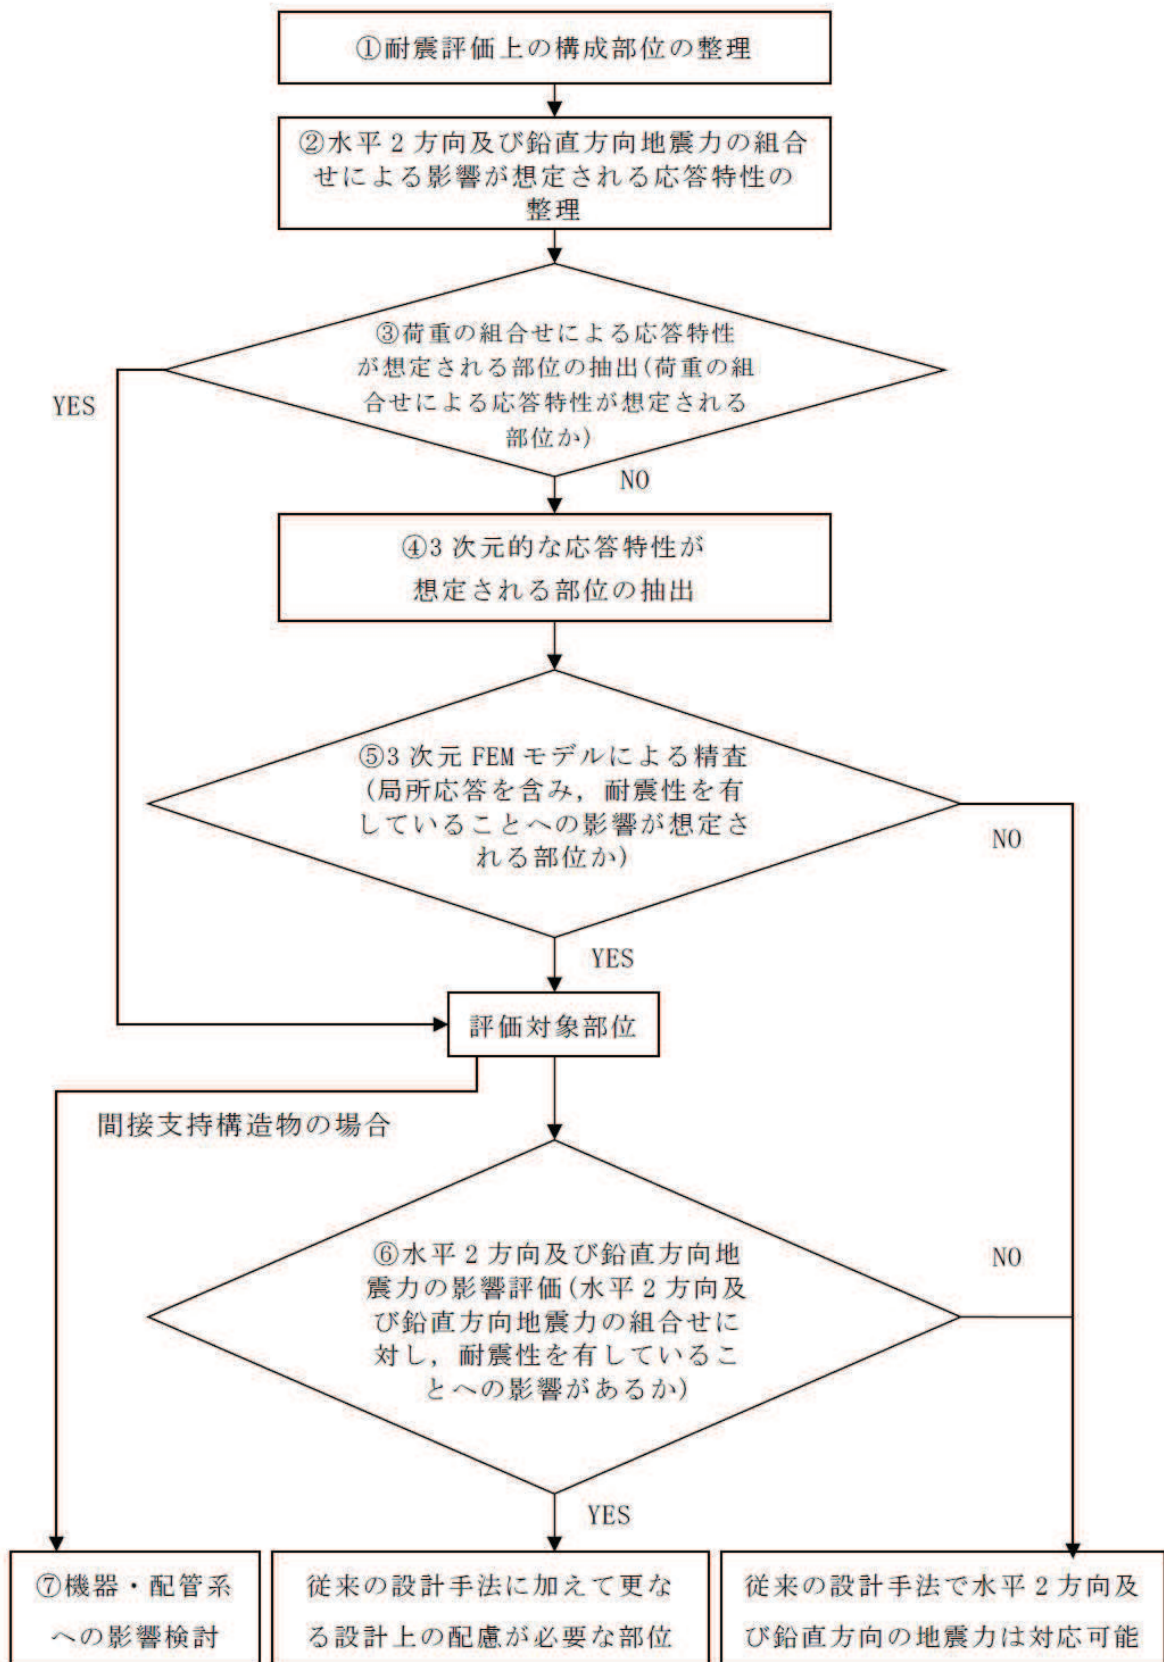 ①耐震評価上の構成部位の整理
②水平2方向及び鉛直方向地震力の組合
せによる影響が想定される応答特性の
整理
③荷重の組合せによる応答特性
が想定される部位の抽出(荷重の組
合せによる応答特性が想定される
部位か)
YES
NO
④3次元的な応答特性が
想定される部位の抽出
⑤3次元FEMモデルによる精査
(局所応答を含み，耐震性を有
していることへの影響が想定さ
れる部位か)
NO
YES
評価対象部位
間接支持構造物の場合
⑥水平2方向及び鉛直方向地
震力の影響評価(水平2方向及
び鉛直方向地震力の組合せに
対し，耐震性を有しているこ
とへの影響があるか)
NO
YES
⑦機器・配管系
への影響検討
従来の設計手法に加えて更な
る設計上の配慮が必要な部位
従来の設計手法で水平2方向及
び鉛直方向の地震力は対応可能